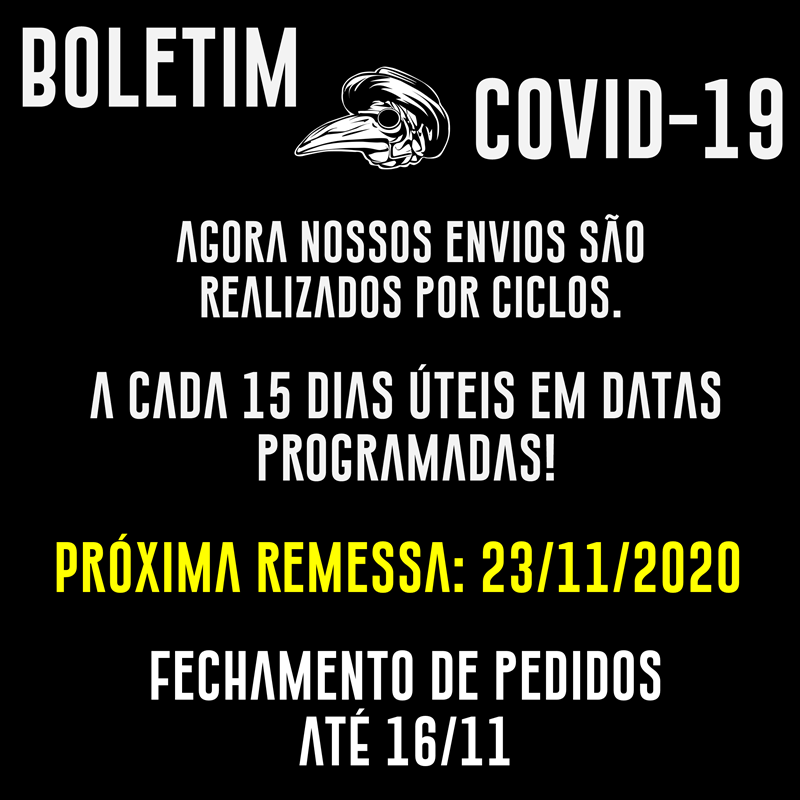 BOLETIM
COVID-19
AGORA NOSSOS ENVIOS SÃO
REALIZADOS POR CICLOS.
A CADA 15 DIAS ÚTEIS EM DATAS
PROGRAMADAS!
PRÓXIMA REMESSA: 23/11/2020
FECHAMENTO DE PEDIDOS
ATÉ 16/11